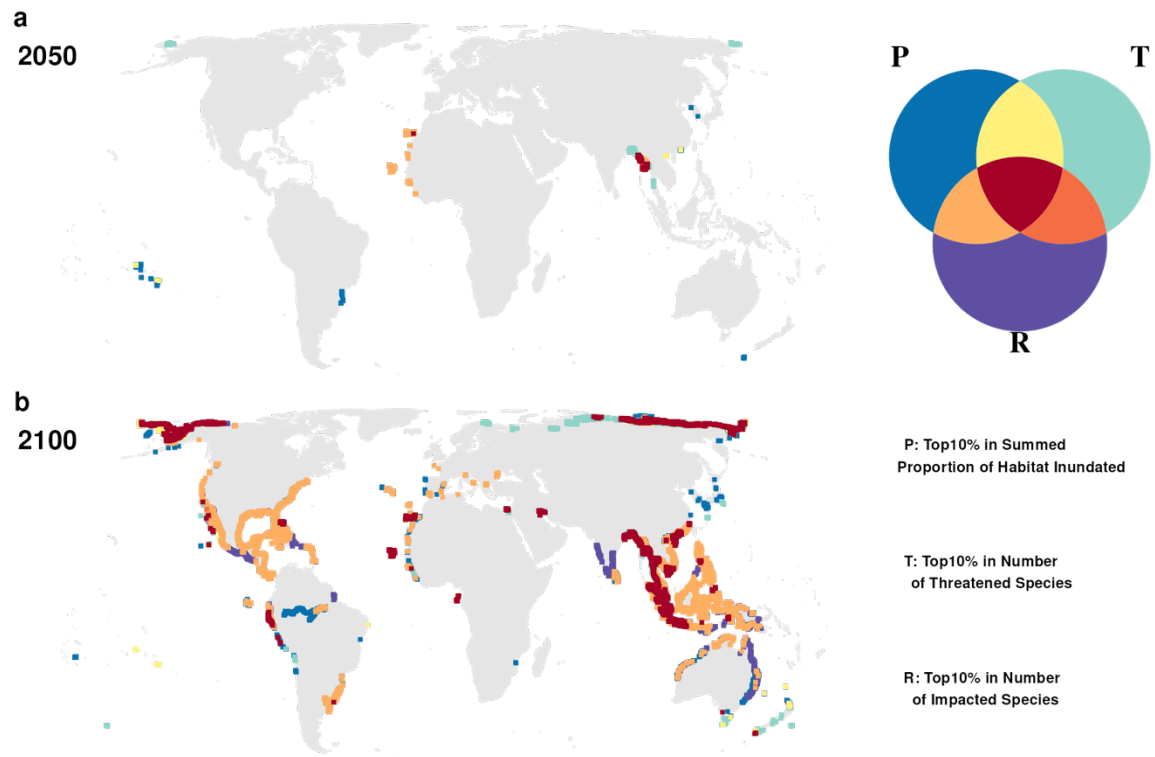 a
2050
P
T
R
b
2100
P: Top10% in Summed
Proportion of Habitat Inundated
T: Top10% in Number
of Threatened Species
R: Top10% in Number
of Impacted Species